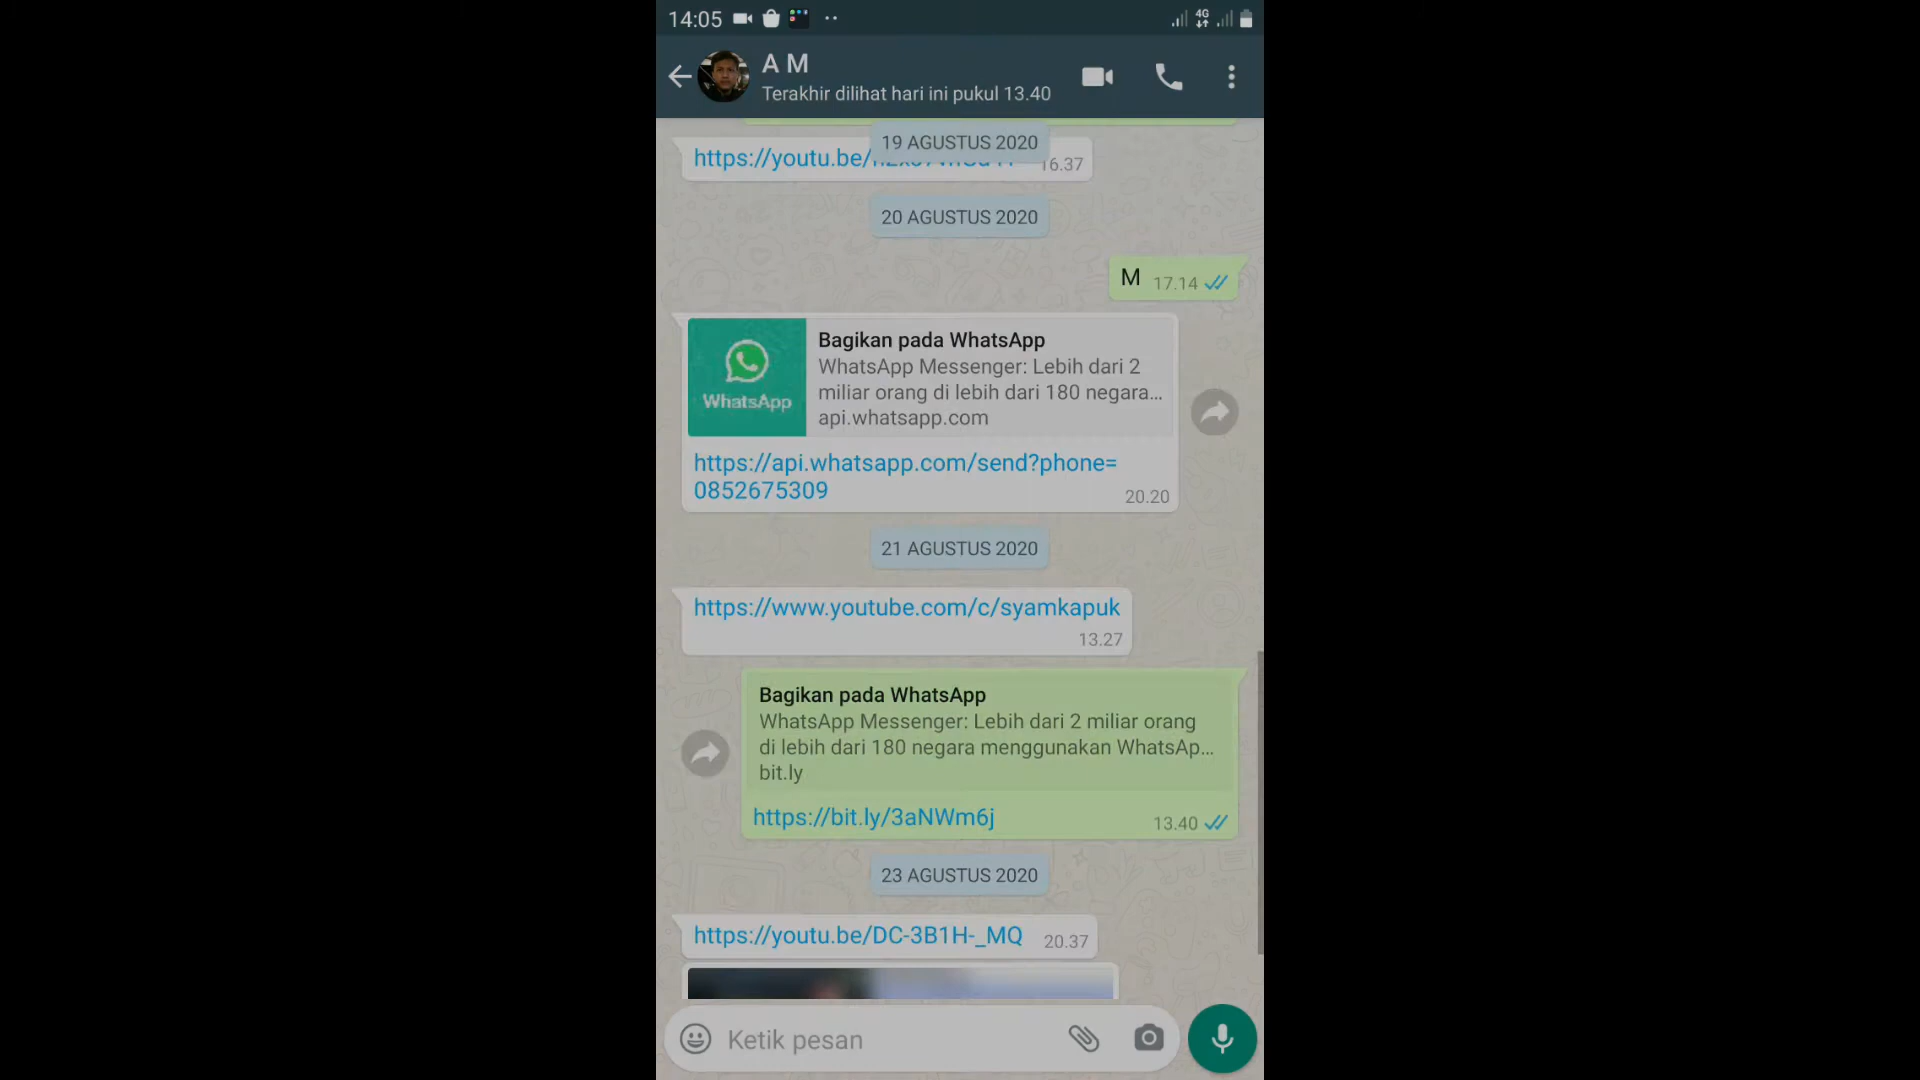 14:05
4G
A M
Terakhir dilihat hari ini pukul 13.40
19 AGUSTUS 2020
https://youtu.be/
16.37
20 AGUSTUS 2020
M 17.14
WhatsApp
Bagikan pada WhatsApp
WhatsApp Messenger: Lebih dari 2
miliar orang di lebih dari 180 negara...
api.whatsapp.com
https://api.whatsapp.com/send?phone=
0852675309
20.20
21 AGUSTUS 2020
https://www.youtube.com/c/syamkapuk
13.27
Bagikan pada WhatsApp
WhatsApp Messenger: Lebih dari 2 miliar orang
di lebih dari 180 negara menggunakan WhatsAp...
bit.ly
https://bit.ly/3aNWm6j
13.40
23 AGUSTUS 2020
https://youtu.be/DC-3B1H-_MQ 20.37
Ketik pesan